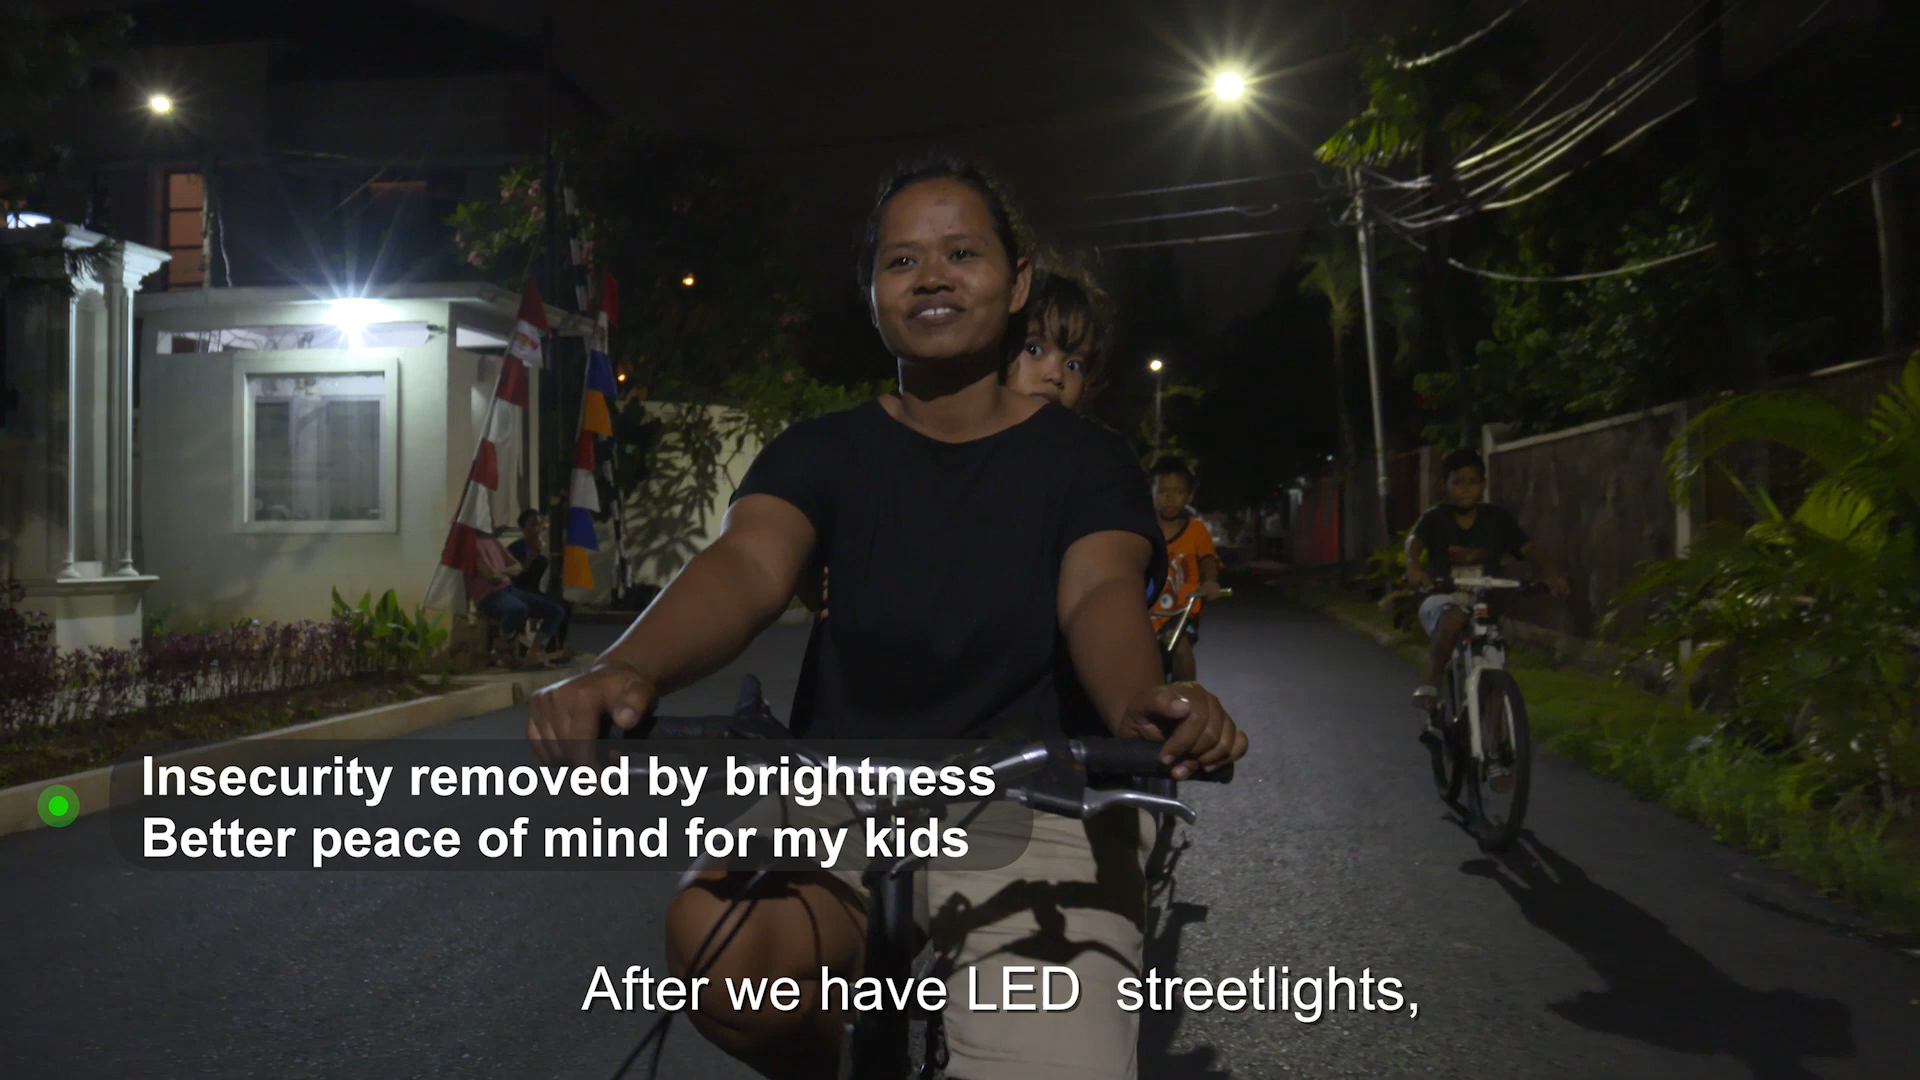 Insecurity removed by brightness
Better peace of mind for my kids
After we have LED  streetlights,